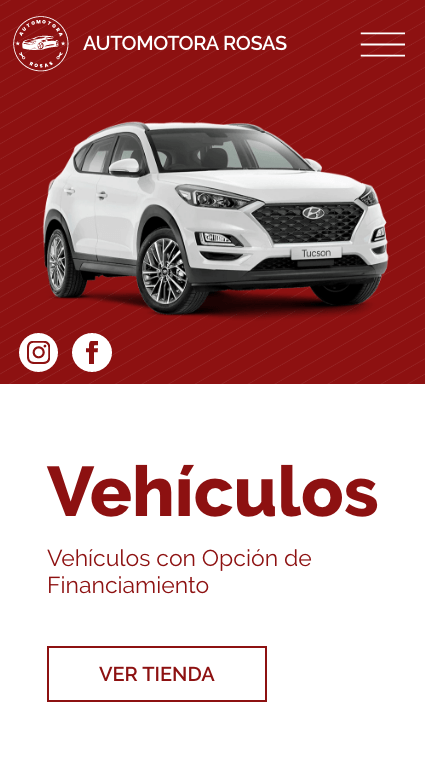 AUTOMOTORA
ROSAS
AUTOMOTORA ROSAS
Tucson
Vehículos
Vehículos con Opción de
Financiamiento
VER TIENDA